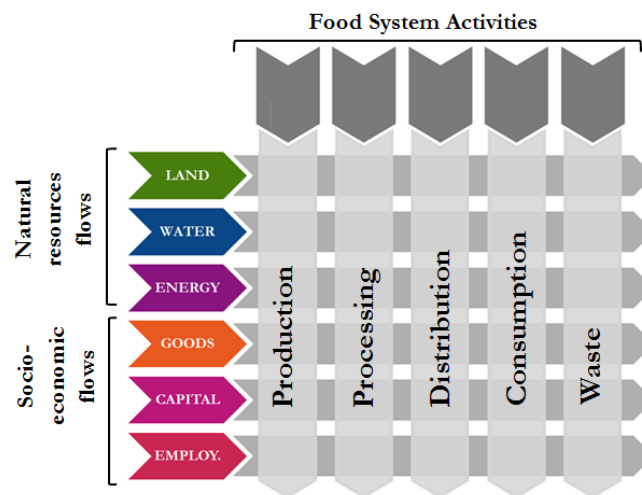 Food System Activities
Natural
resources
flows
LAND
WATER
ENERGY
Socio-
economic
flows
GOODS
CAPITAL
EMPLOY.
Production
Processing
Distribution
Consumption
Waste